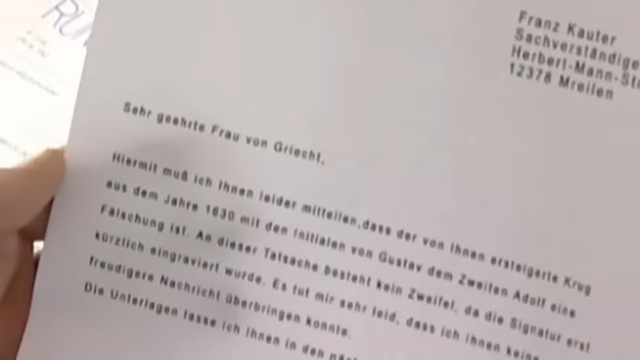 RUN
Franz Kauter
Sachverständige
Herbert-Mann-Str
12378 Mreilen
Sehr geehrte Frau von Griecht,
Hiermit muß ich Ihnen leider mitteilen,dass der von Ihnen ersteigerte Krug
aus dem Jahre 1630 mit den Initialen von Gustav dem Zweiten Adolf eine
Fälschung ist. An dieser Tatsache besteht kein Zweifel, da die Signatur erst
kürzlich eingraviert wurde. Es tut mir sehr leid, dass ich Ihnen keine
freudigere Nachricht überbringen konnte.
Die Unterlagen lasse ich Ihnen in den